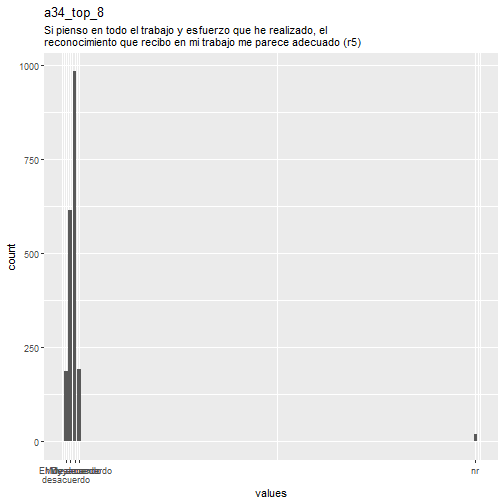 a34_top_8
Si pienso en todo el trabajo y esfuerzo que he realizado, el
reconocimiento que recibo en mi trabajo me parece adecuado (r5)
1000
750
500
250
0
count
nr
desacuerdo
values